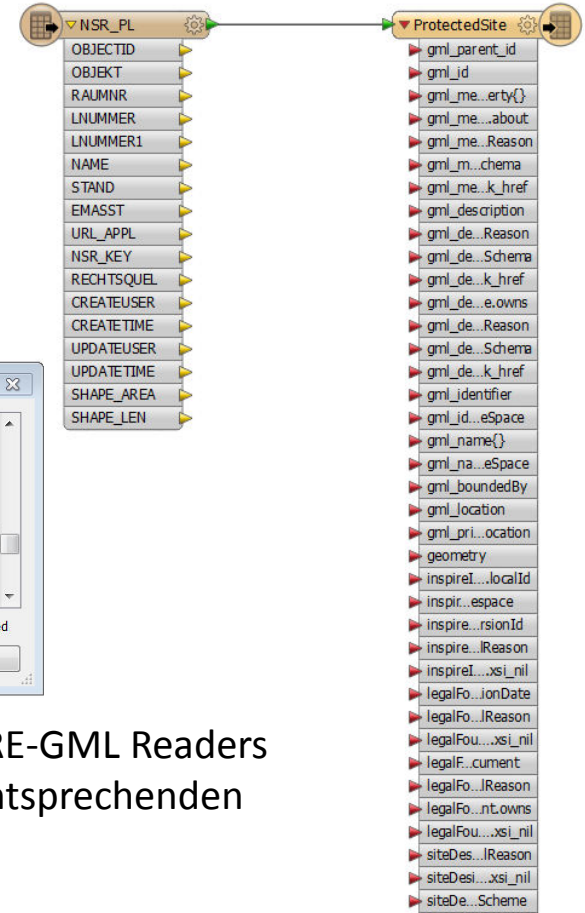 NSR_PL
OBJECTID
OBJEKT
RAUMNR
LNUMMER
LNUMMER1
NAME
STAND
EMASST
URL_APPL
NSR_KEY
RECHTSQUEL
CREATEUSER
CREATETIME
UPDATEUSER
UPDATETIME
SHAPE_AREA
SHAPE_LEN
ed
RE-GML Readers
ntsprechenden
ProtectedSite
gml_parent_id
gml_id
gml_me...erty{}
gml_me....about
gml_me...Reason
gml_m...chema
gml_me...k_href
gml_description
gml_de...Reason
gml_de...Schema
gml_de...k_href
gml_de...e.owns
gml_de...Reason
gml_de...Schema
gml_de...k_href
gml_identifier
gml_id...eSpace
gml_name{}
gml_na...eSpace
gml_boundedBy
gml_location
gml_pri...ocation
geometry
inspireI....localId
inspir...espace
inspire...rsionId
inspire...lReason
inspireI....xsi_nil
legalFo...ionDate
legalFo...lReason
legalFou....xsi_nil
legalF...cument
legalFo...lReason
legalFo...nt.owns
legalFou....xsi_nil
siteDes...lReason
siteDesi....xsi_nil
siteDe...Scheme